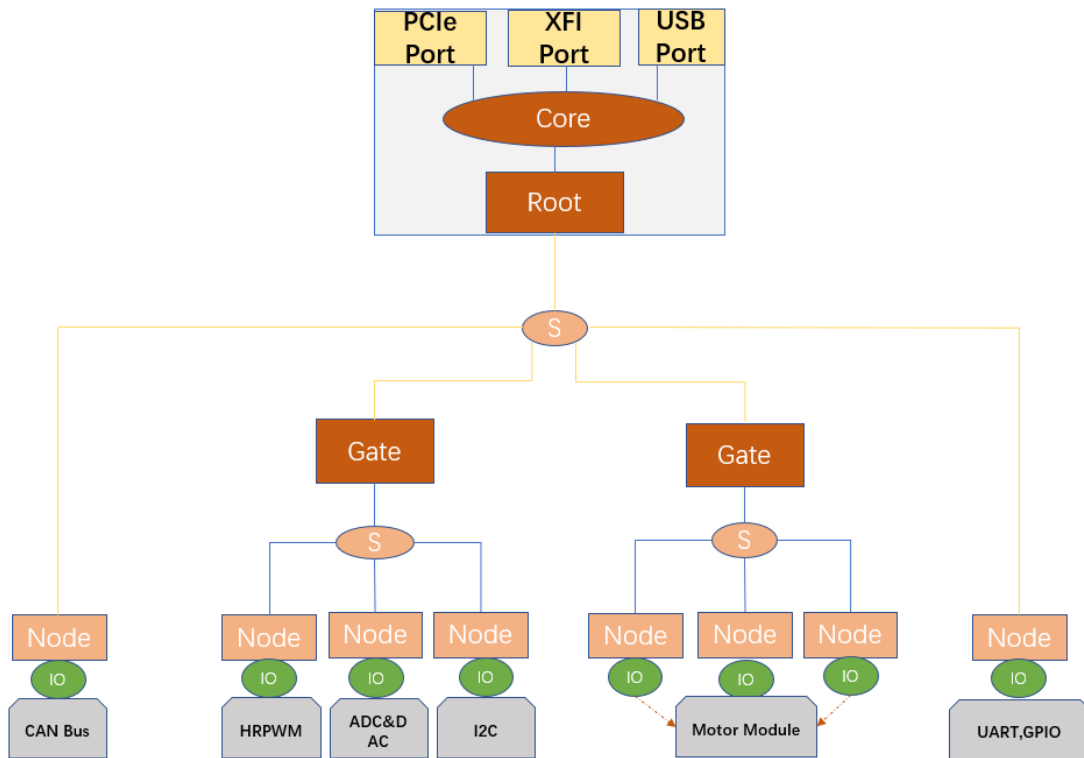 PCIe
Port
XFI
Port
USB
Port
Core
Root
S
Gate
Gate
S
S
Node
Node
Node
Node
Node
Node
Node
Node
IO
IO
IO
IO
IO
IO
IO
IO
CAN Bus
HRPWM
ADC&D
AC
I2C
Motor Module
UART,GPIO